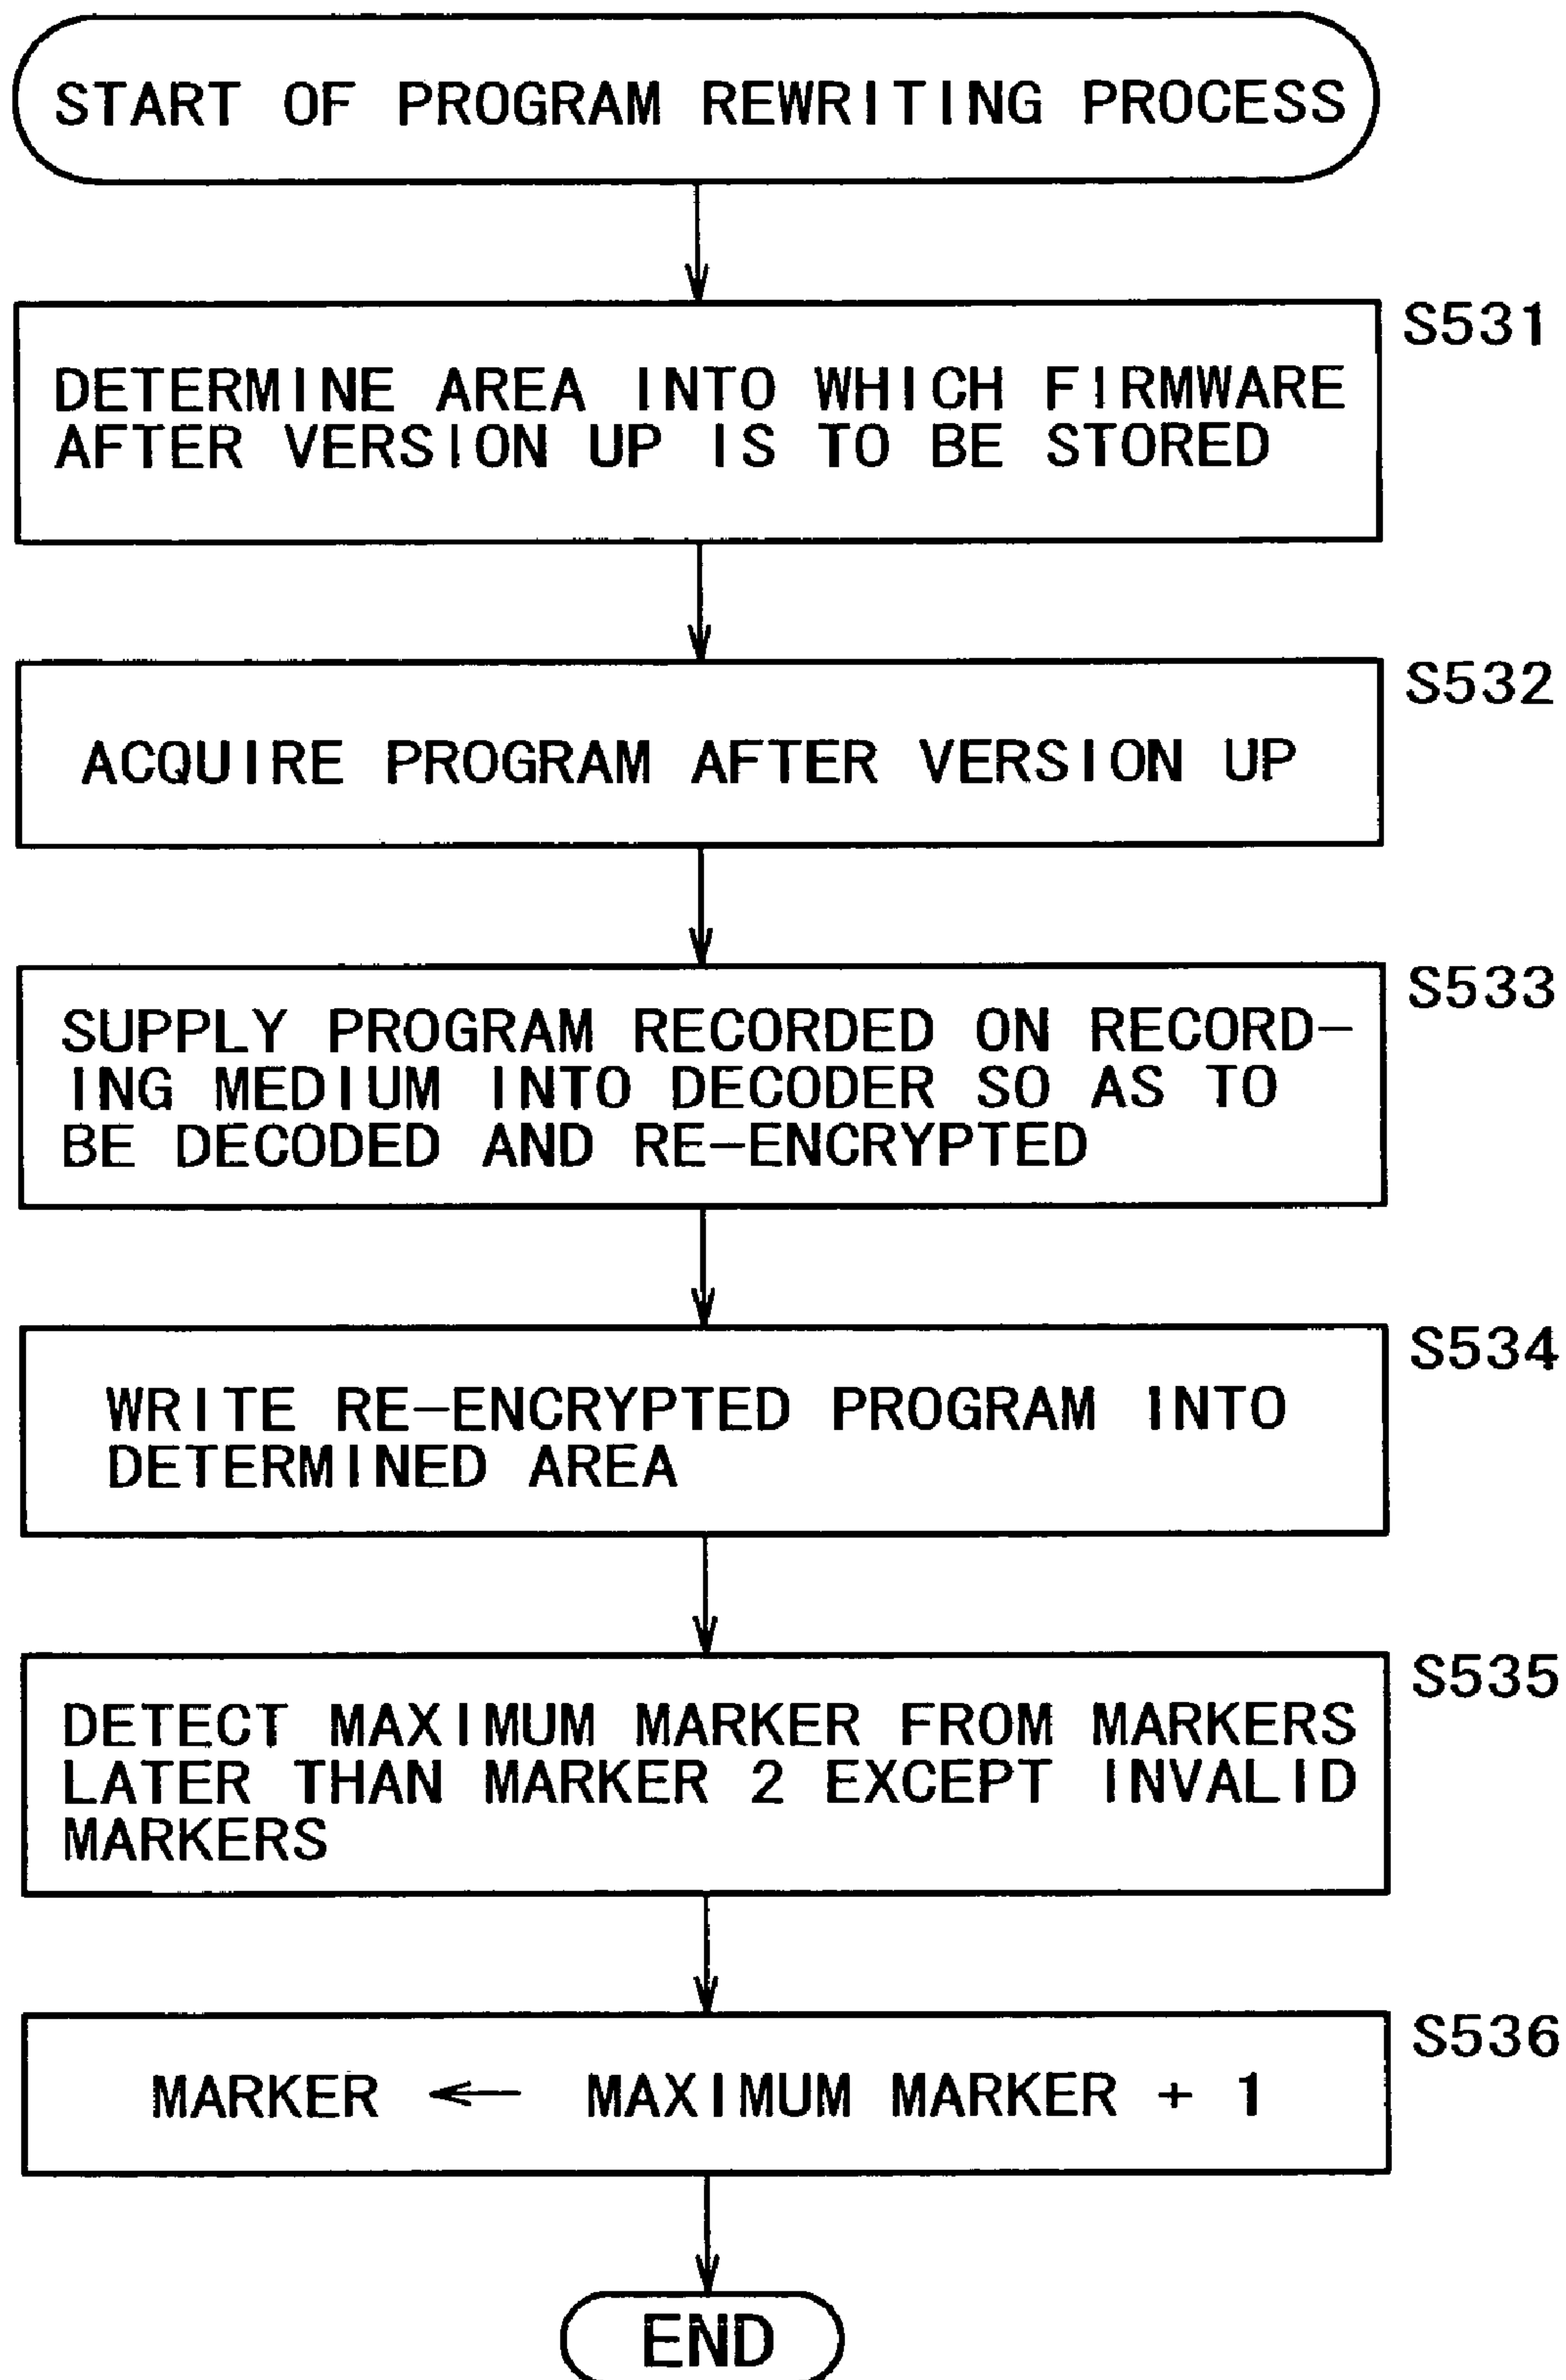 START OF PROGRAM REWRITING PROCESS
S531
DETERMINE AREA INTO WHICH FIRMWARE
AFTER VERSION UP IS TO BE STORED
S532
ACQUIRE PROGRAM AFTER VERSION UP
S533
SUPPLY PROGRAM RECORDED ON RECORD-
ING MEDIUM INTO DECODER SO AS TO
BE DECODED AND RE-ENCRYPTED
S534
WRITE RE-ENCRYPTED PROGRAM INTO
DETERMINED AREA
S535
DETECT MAXIMUM MARKER FROM MARKERS
LATER THAN MARKER 2 EXCEPT INVALID
MARKERS
S536
MARKER ← MAXIMUM MARKER + 1
END